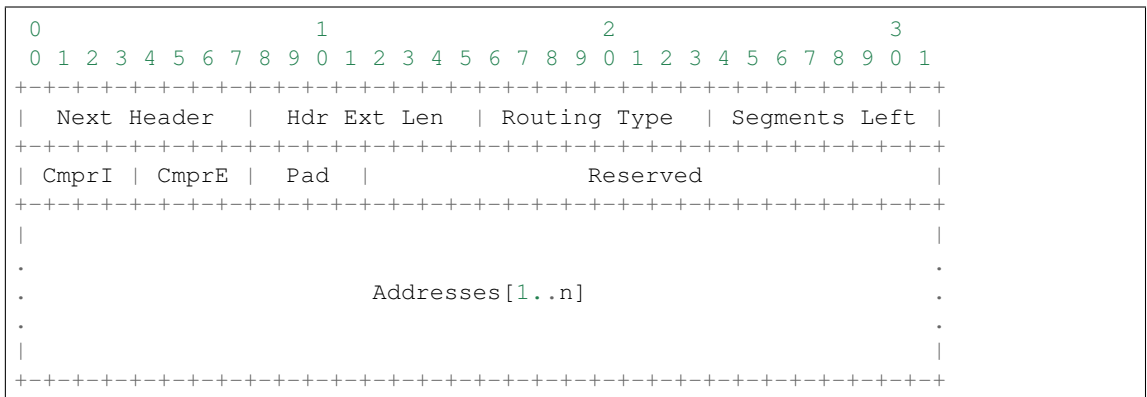 0                   1                   2                   3
 0 1 2 3 4 5 6 7 8 9 0 1 2 3 4 5 6 7 8 9 0 1 2 3 4 5 6 7 8 9 0 1
+-+-+-+-+-+-+-+-+-+-+-+-+-+-+-+-+-+-+-+-+-+-+-+-+-+-+-+-+-+-+-+-+
|  Next Header  |  Hdr Ext Len  | Routing Type  | Segments Left |
+-+-+-+-+-+-+-+-+-+-+-+-+-+-+-+-+-+-+-+-+-+-+-+-+-+-+-+-+-+-+-+-+
| CmprI | CmprE |  Pad  |               Reserved                |
+-+-+-+-+-+-+-+-+-+-+-+-+-+-+-+-+-+-+-+-+-+-+-+-+-+-+-+-+-+-+-+-+
|                                                               |
.                                                               .
.                        Addresses[1..n]                        .
.                                                               .
|                                                               |
+-+-+-+-+-+-+-+-+-+-+-+-+-+-+-+-+-+-+-+-+-+-+-+-+-+-+-+-+-+-+-+-+